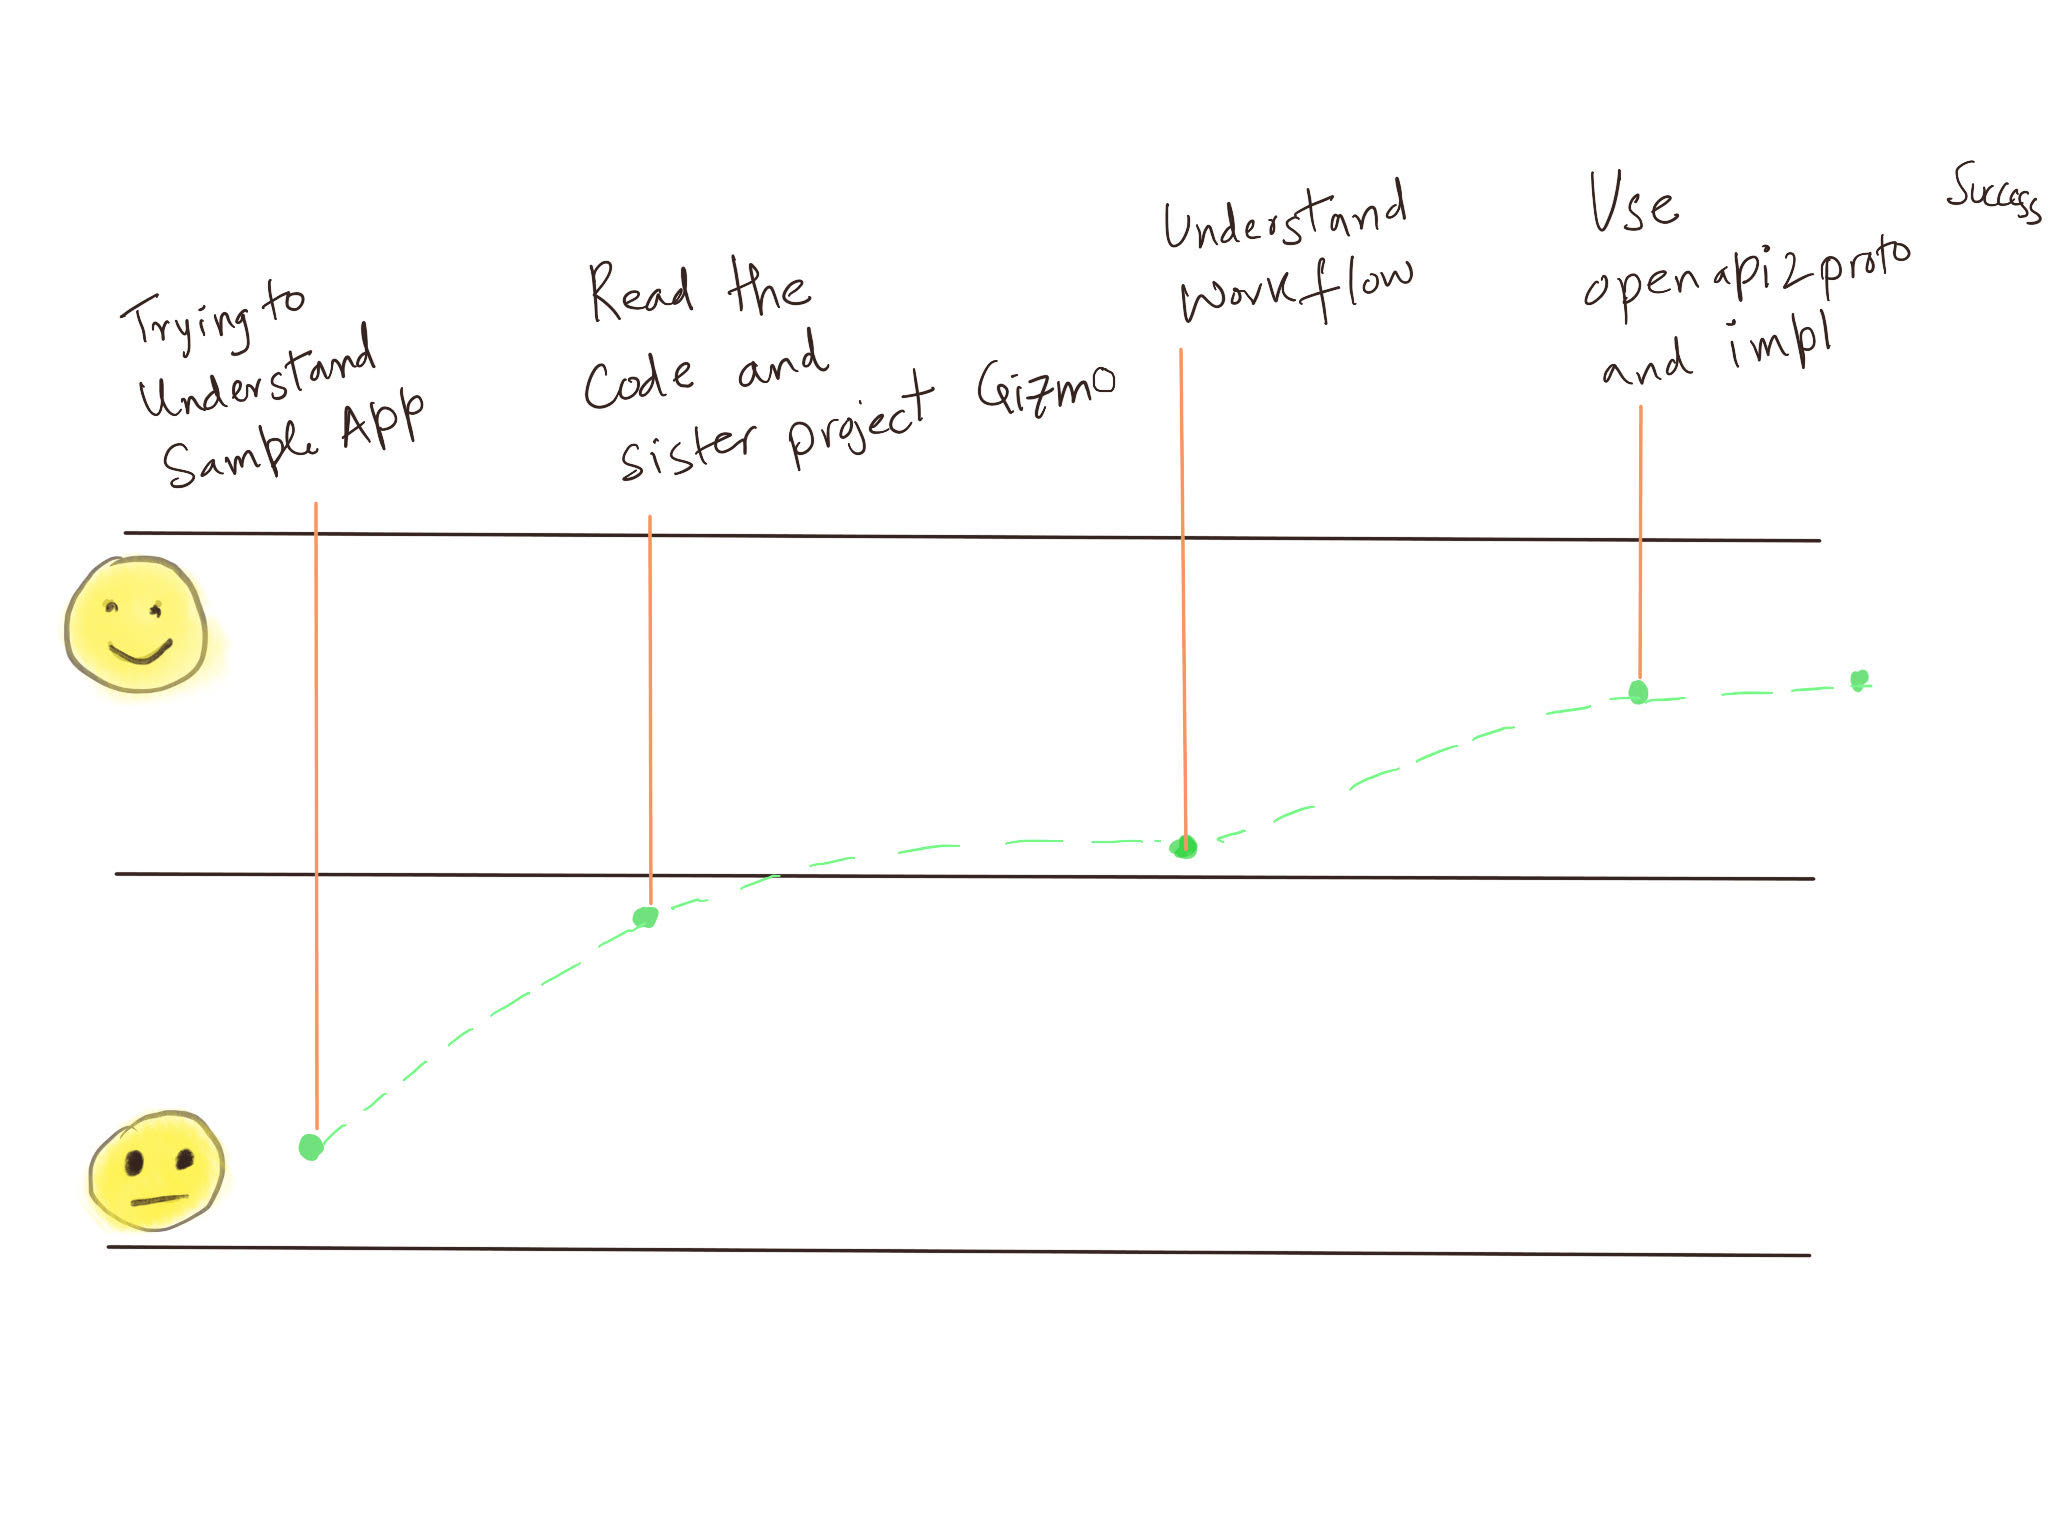 Trying to
Understand
Sample App
Read the
Code and
sister project Gizmo
Understand
workflow
Use
openapi2proto
and impl
Success